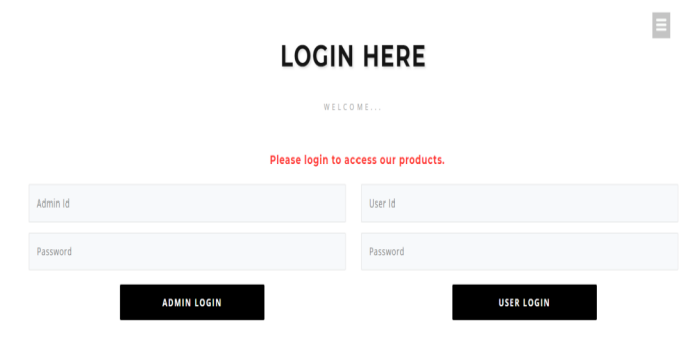 LOGIN HERE
WELCOME...
Please login to access our products.
Admin Id
User Id
Password
Password
ADMIN LOGIN
USER LOGIN